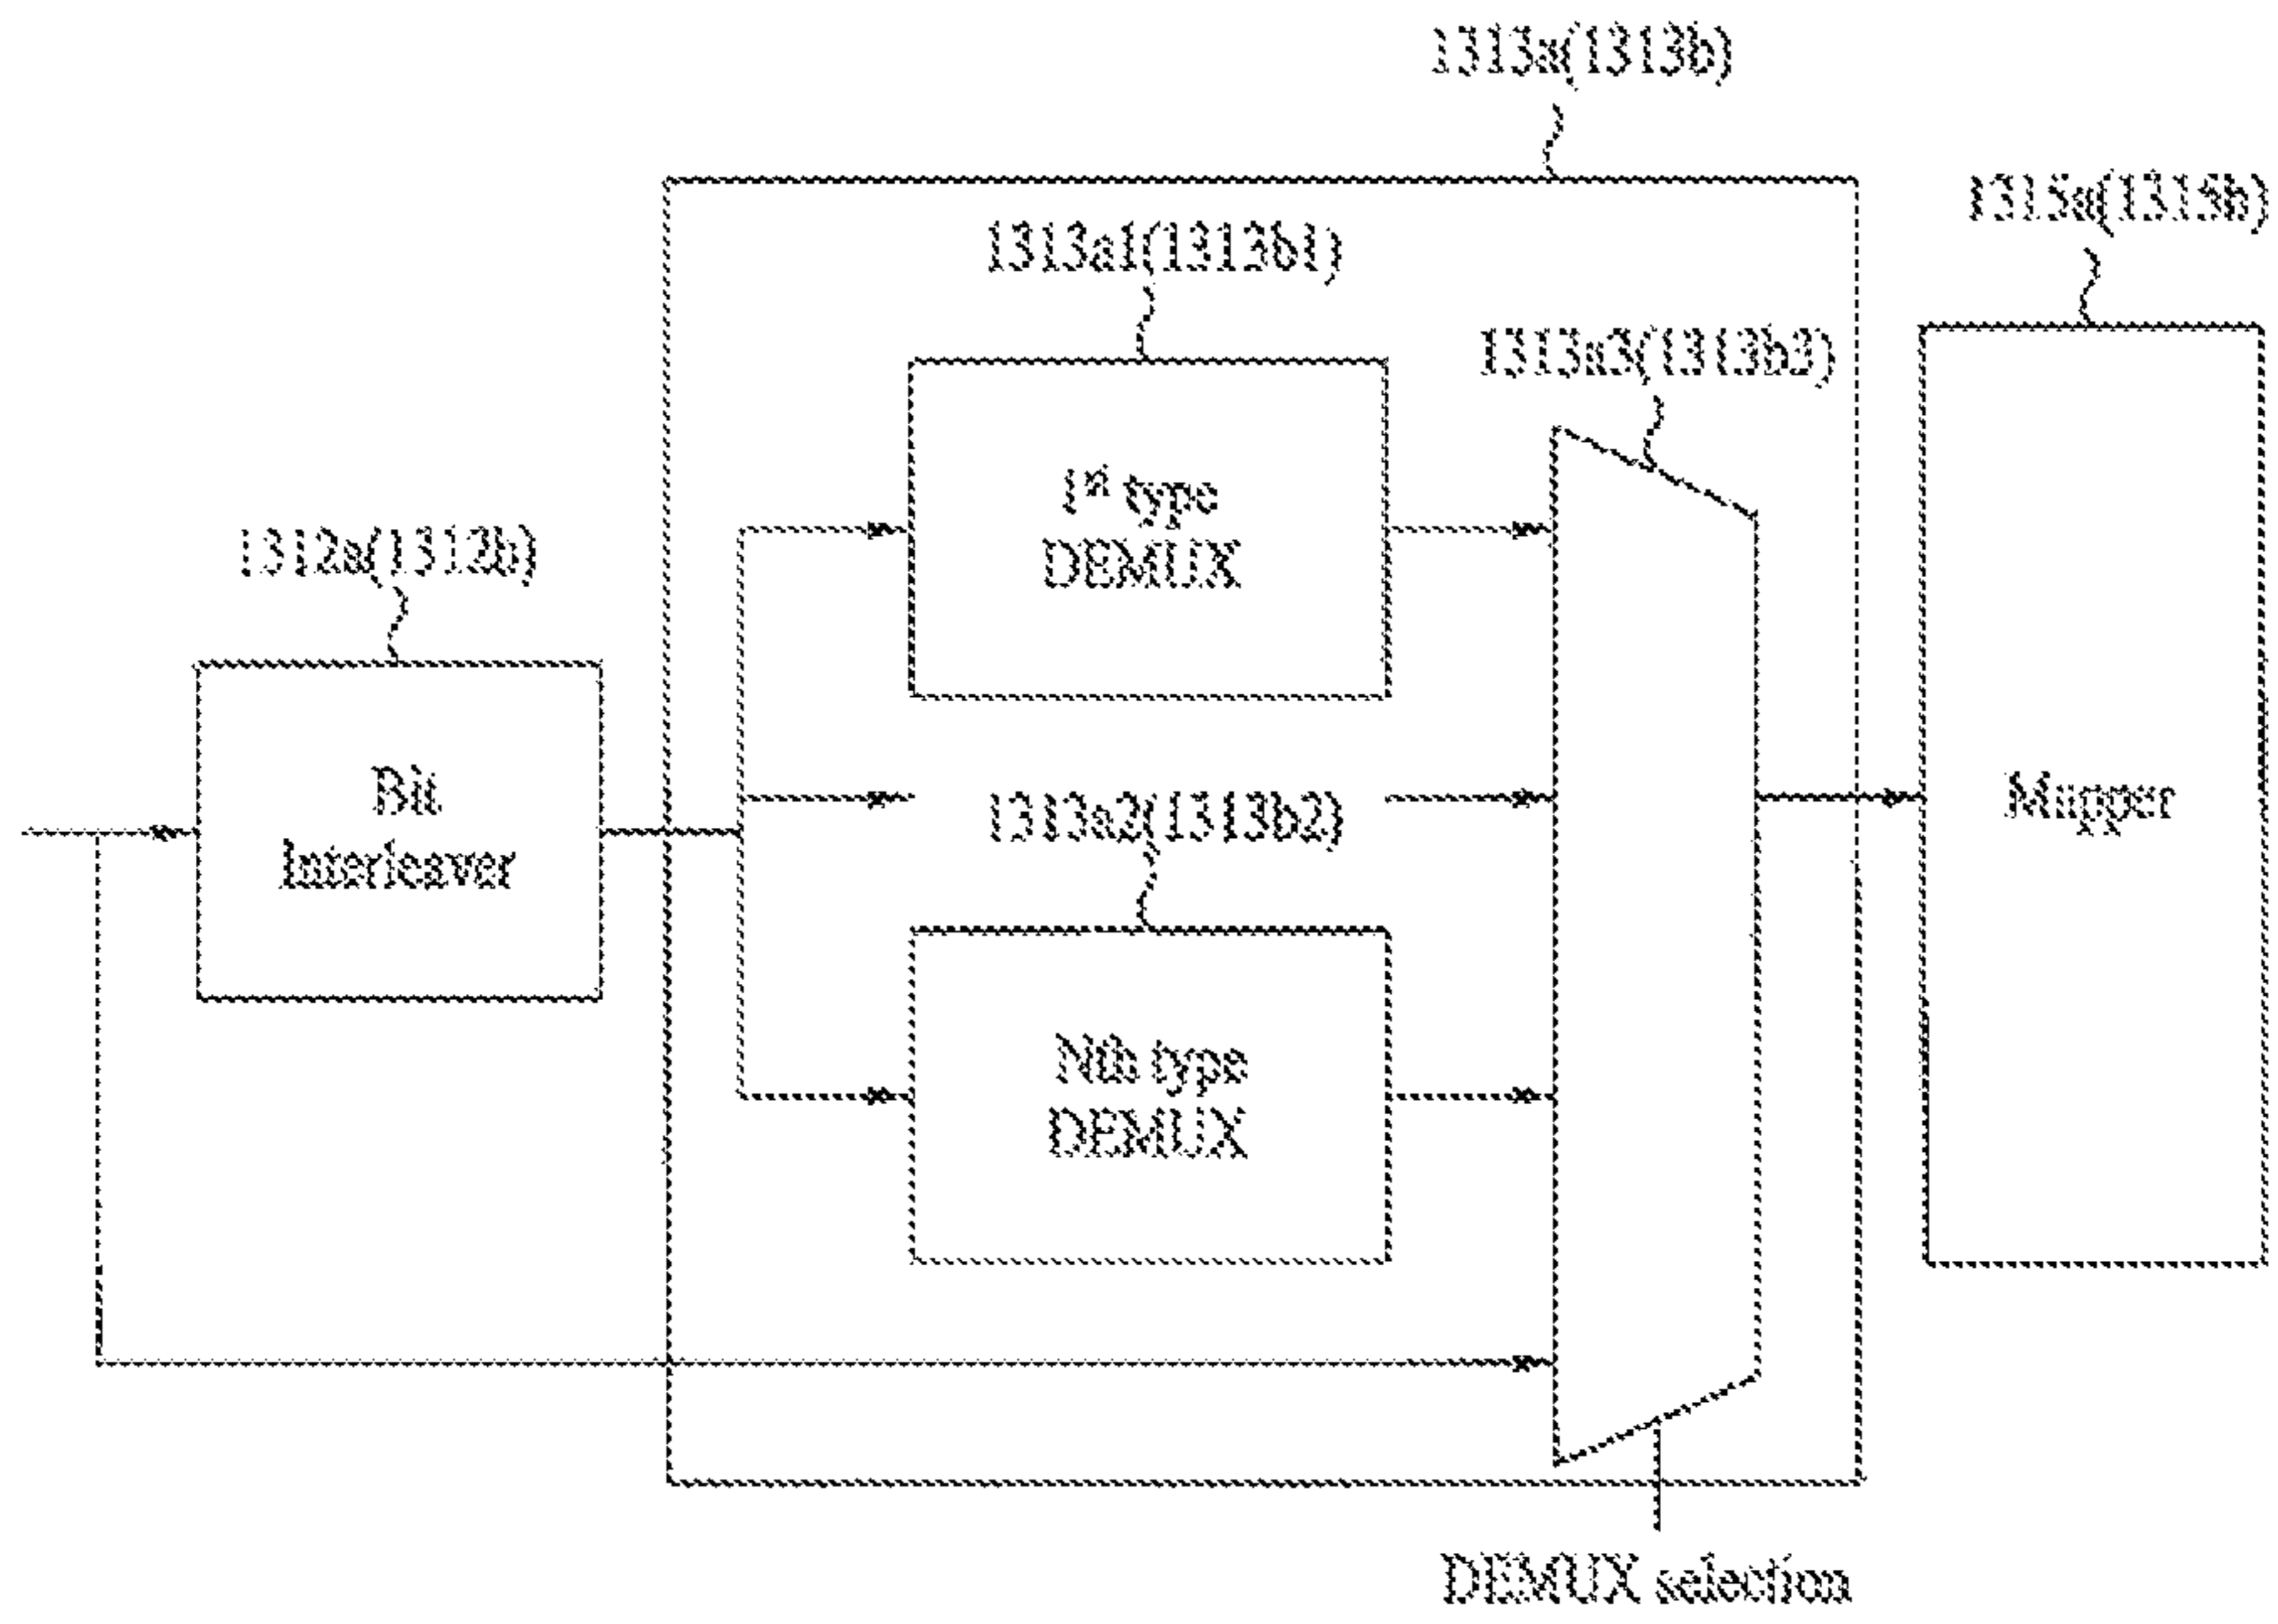 1313a(1313b)
1315a(1315b)
1313a1(1313b1)
1313a3(1313b3)
1st type
DEMUX
1312a(1312b)
Bit
Interleaver
1313a2(1313b2)
Mapper
Nth type
DEMUX
DEMUX selection